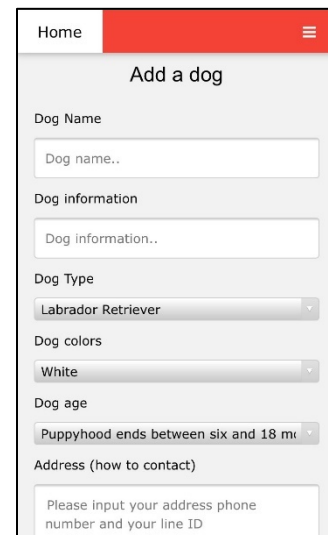 Home
Add a dog
Dog Name
Dog name..
Dog information
Dog information..
Dog Type
Labrador Retriever
Dog colors
White
Dog age
Puppyhood ends between six and 18
Address (how to contact)
Please input your address phone
number and your line ID